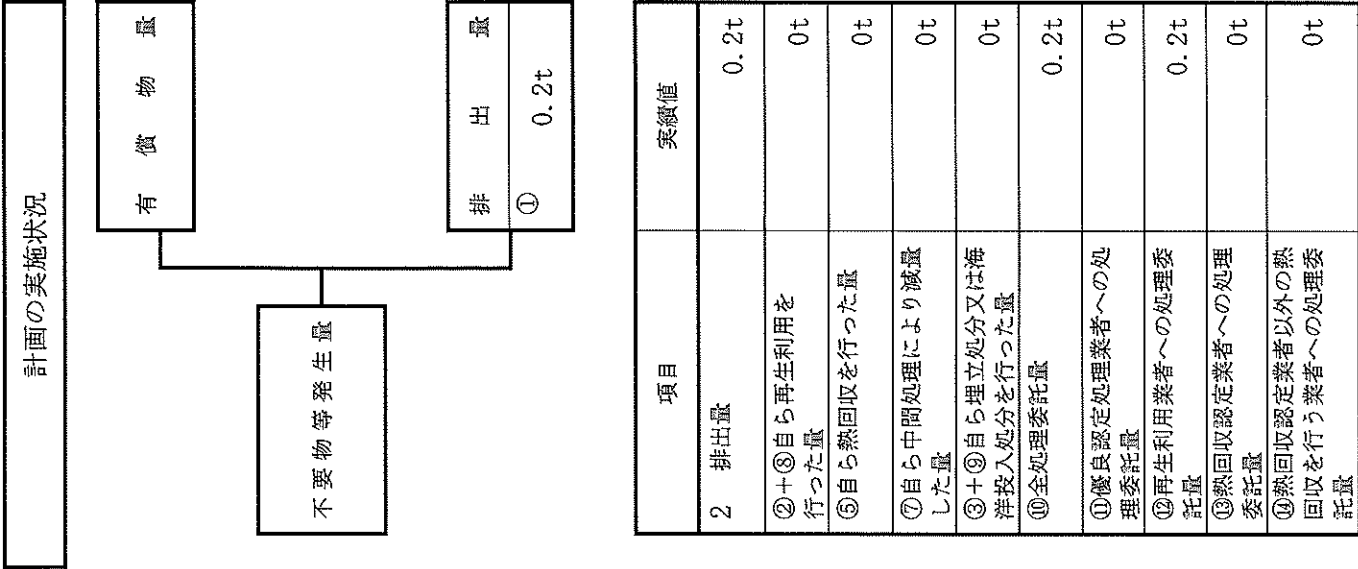 計画の実施状況
有償物量
不要物等発生量
排出量
① 0.2t
項目 実績値
2 排出量 0.2t
②+⑧自ら再生利用を
行った量 0t
⑤自ら熱回収を行った量 0t
⑦自ら中間処理により減量
した量 0t
③+⑨自ら埋立処分又は海
洋投入処分を行った量 0t
⑩全処理委託量 0.2t
⑪優良認定処理業者への処
理委託量 0t
⑫再生利用業者への処理委
託量 0.2t
⑬熱回収認定業者への処理
委託量 0t
⑭熱回収認定業者以外の熱
回収を行う業者への処理委
託量 0t